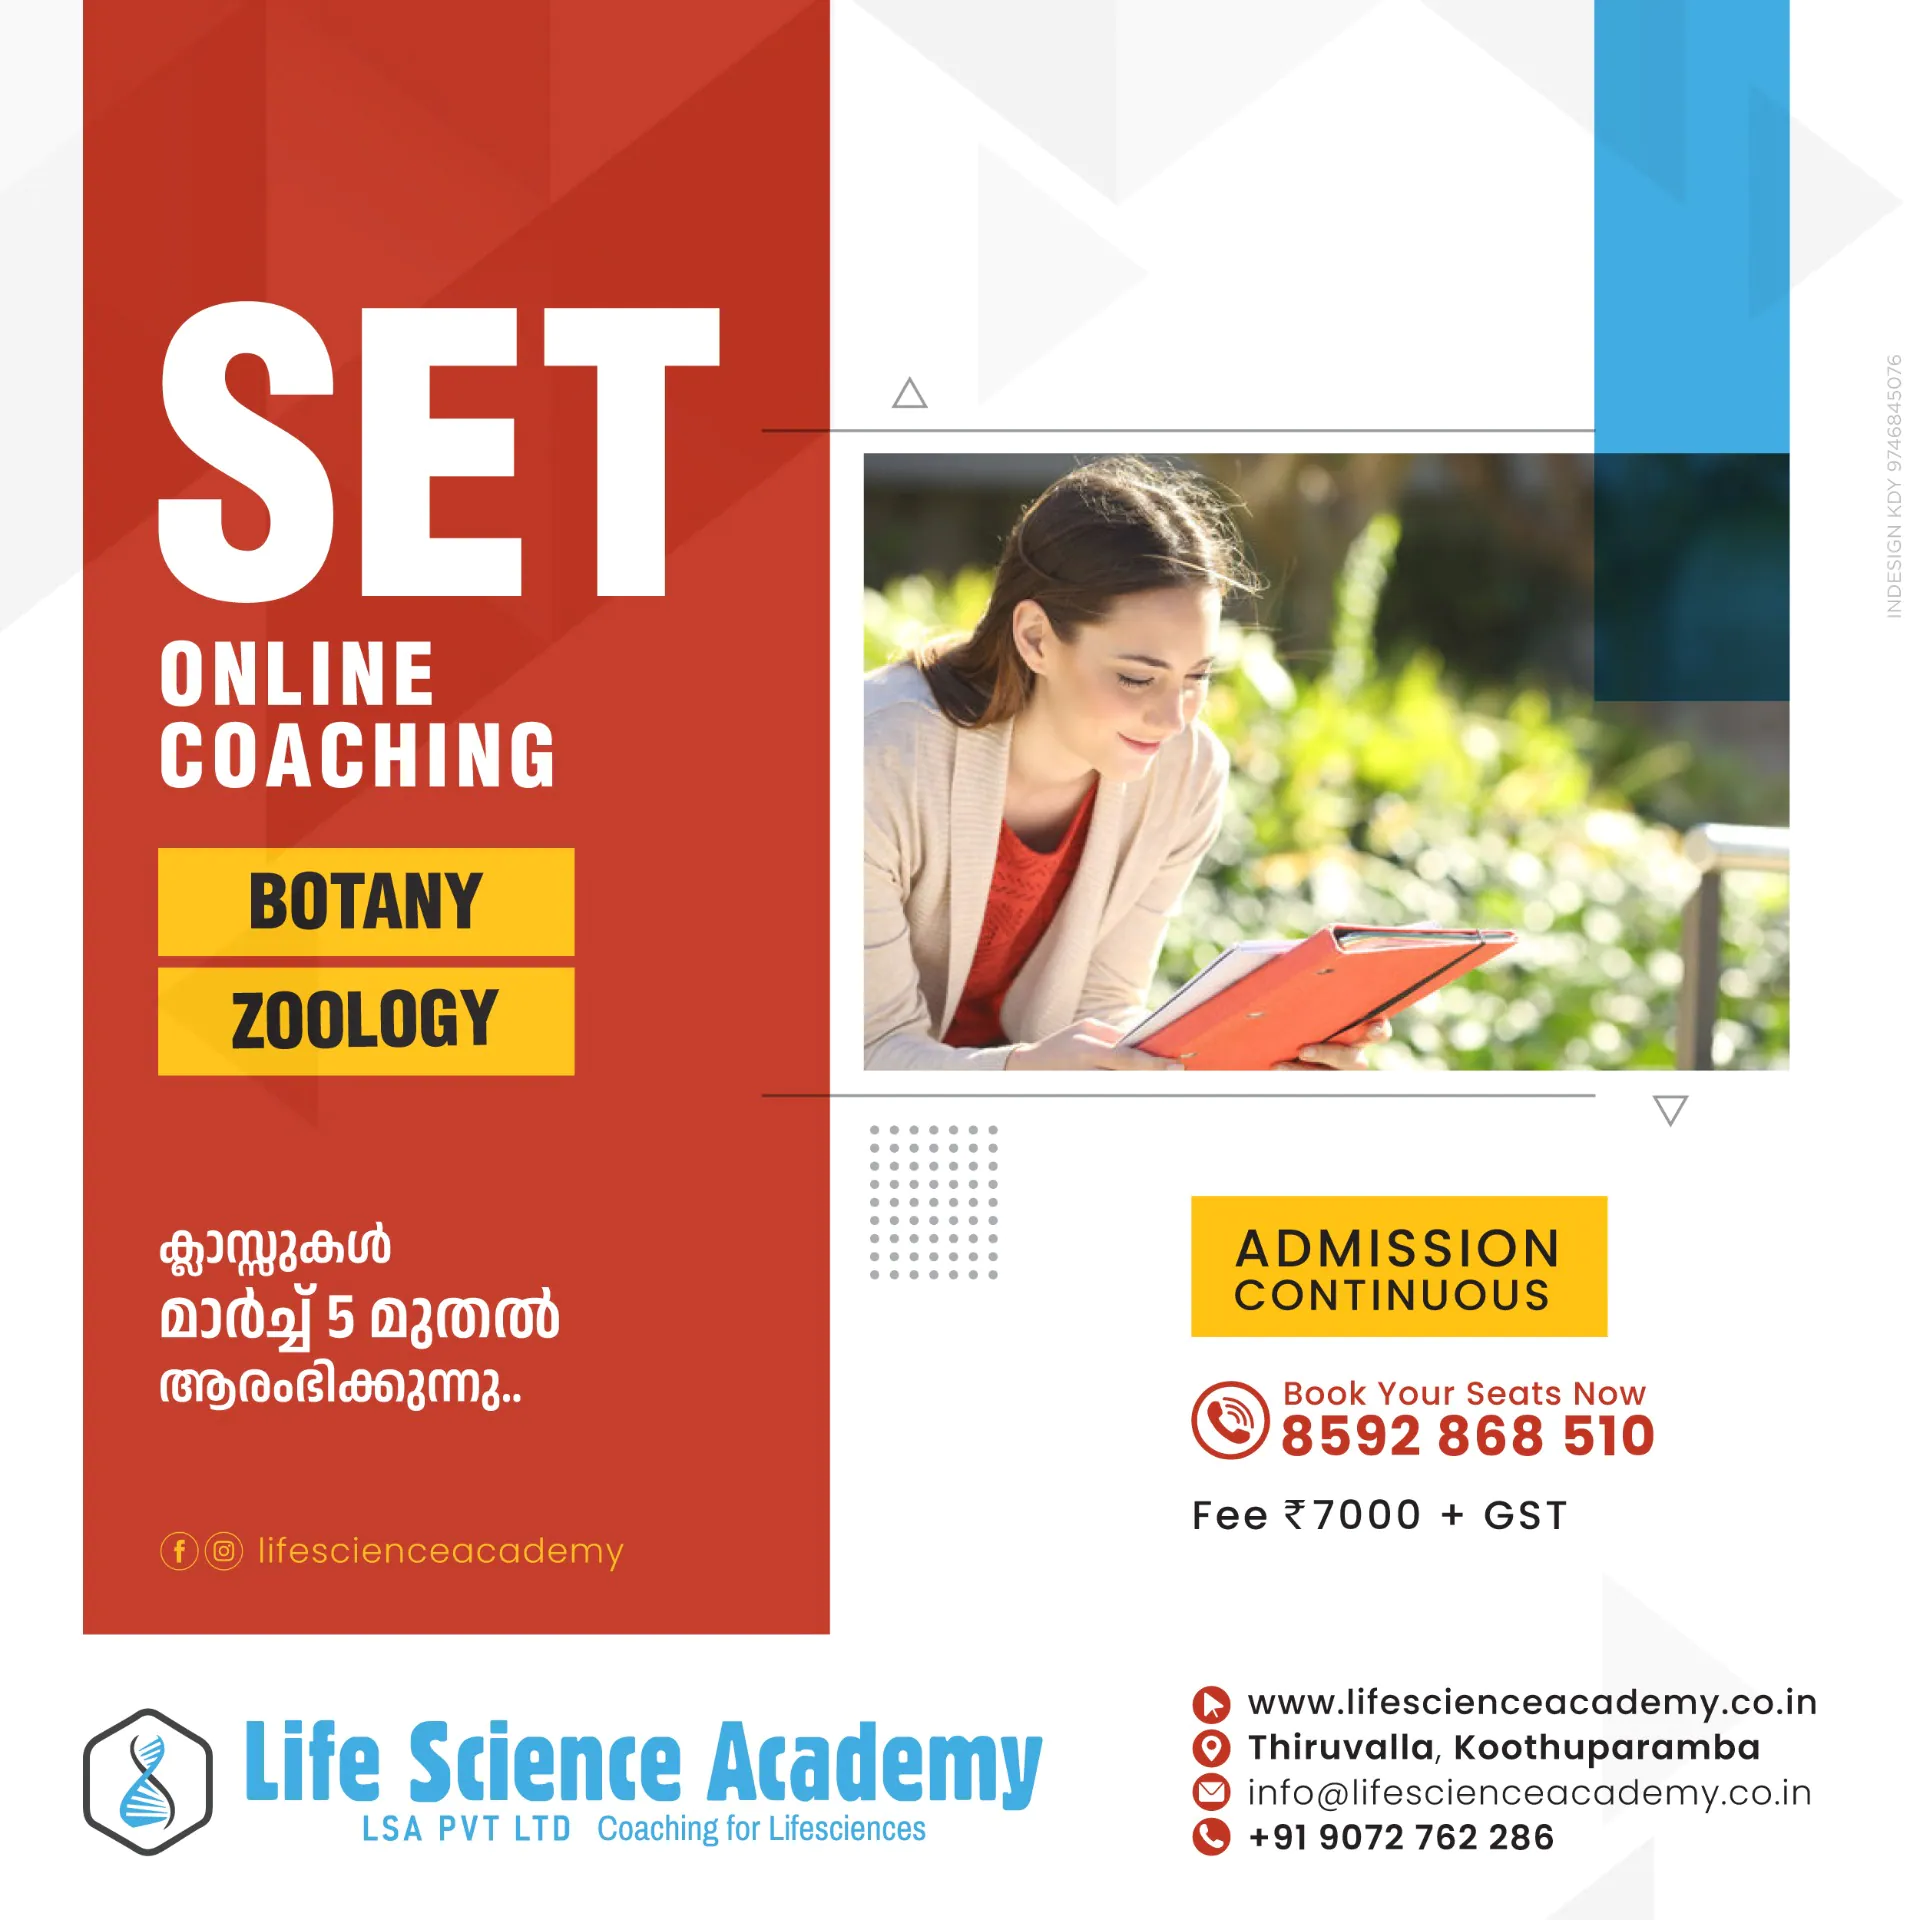 SET
ONLINE
COACHING
BOTANY
ZOOLOGY
ക്ലാസ്സുകൾ
മാർച്ച് 5 മുതൽ
ആരംഭിക്കുന്നു..
lifescienceacademy
INDESIGN KDY 9746845076
ADMISSION
CONTINUOUS
Book Your Seats Now
8592 868 510
Fee ₹7000 + GST
Life Science Academy
LSA PVT LTD Coaching for Lifesciences
www.lifescienceacademy.co.in
Thiruvalla, Koothuparamba
info@lifescienceacademy.co.in
+91 9072 762 286